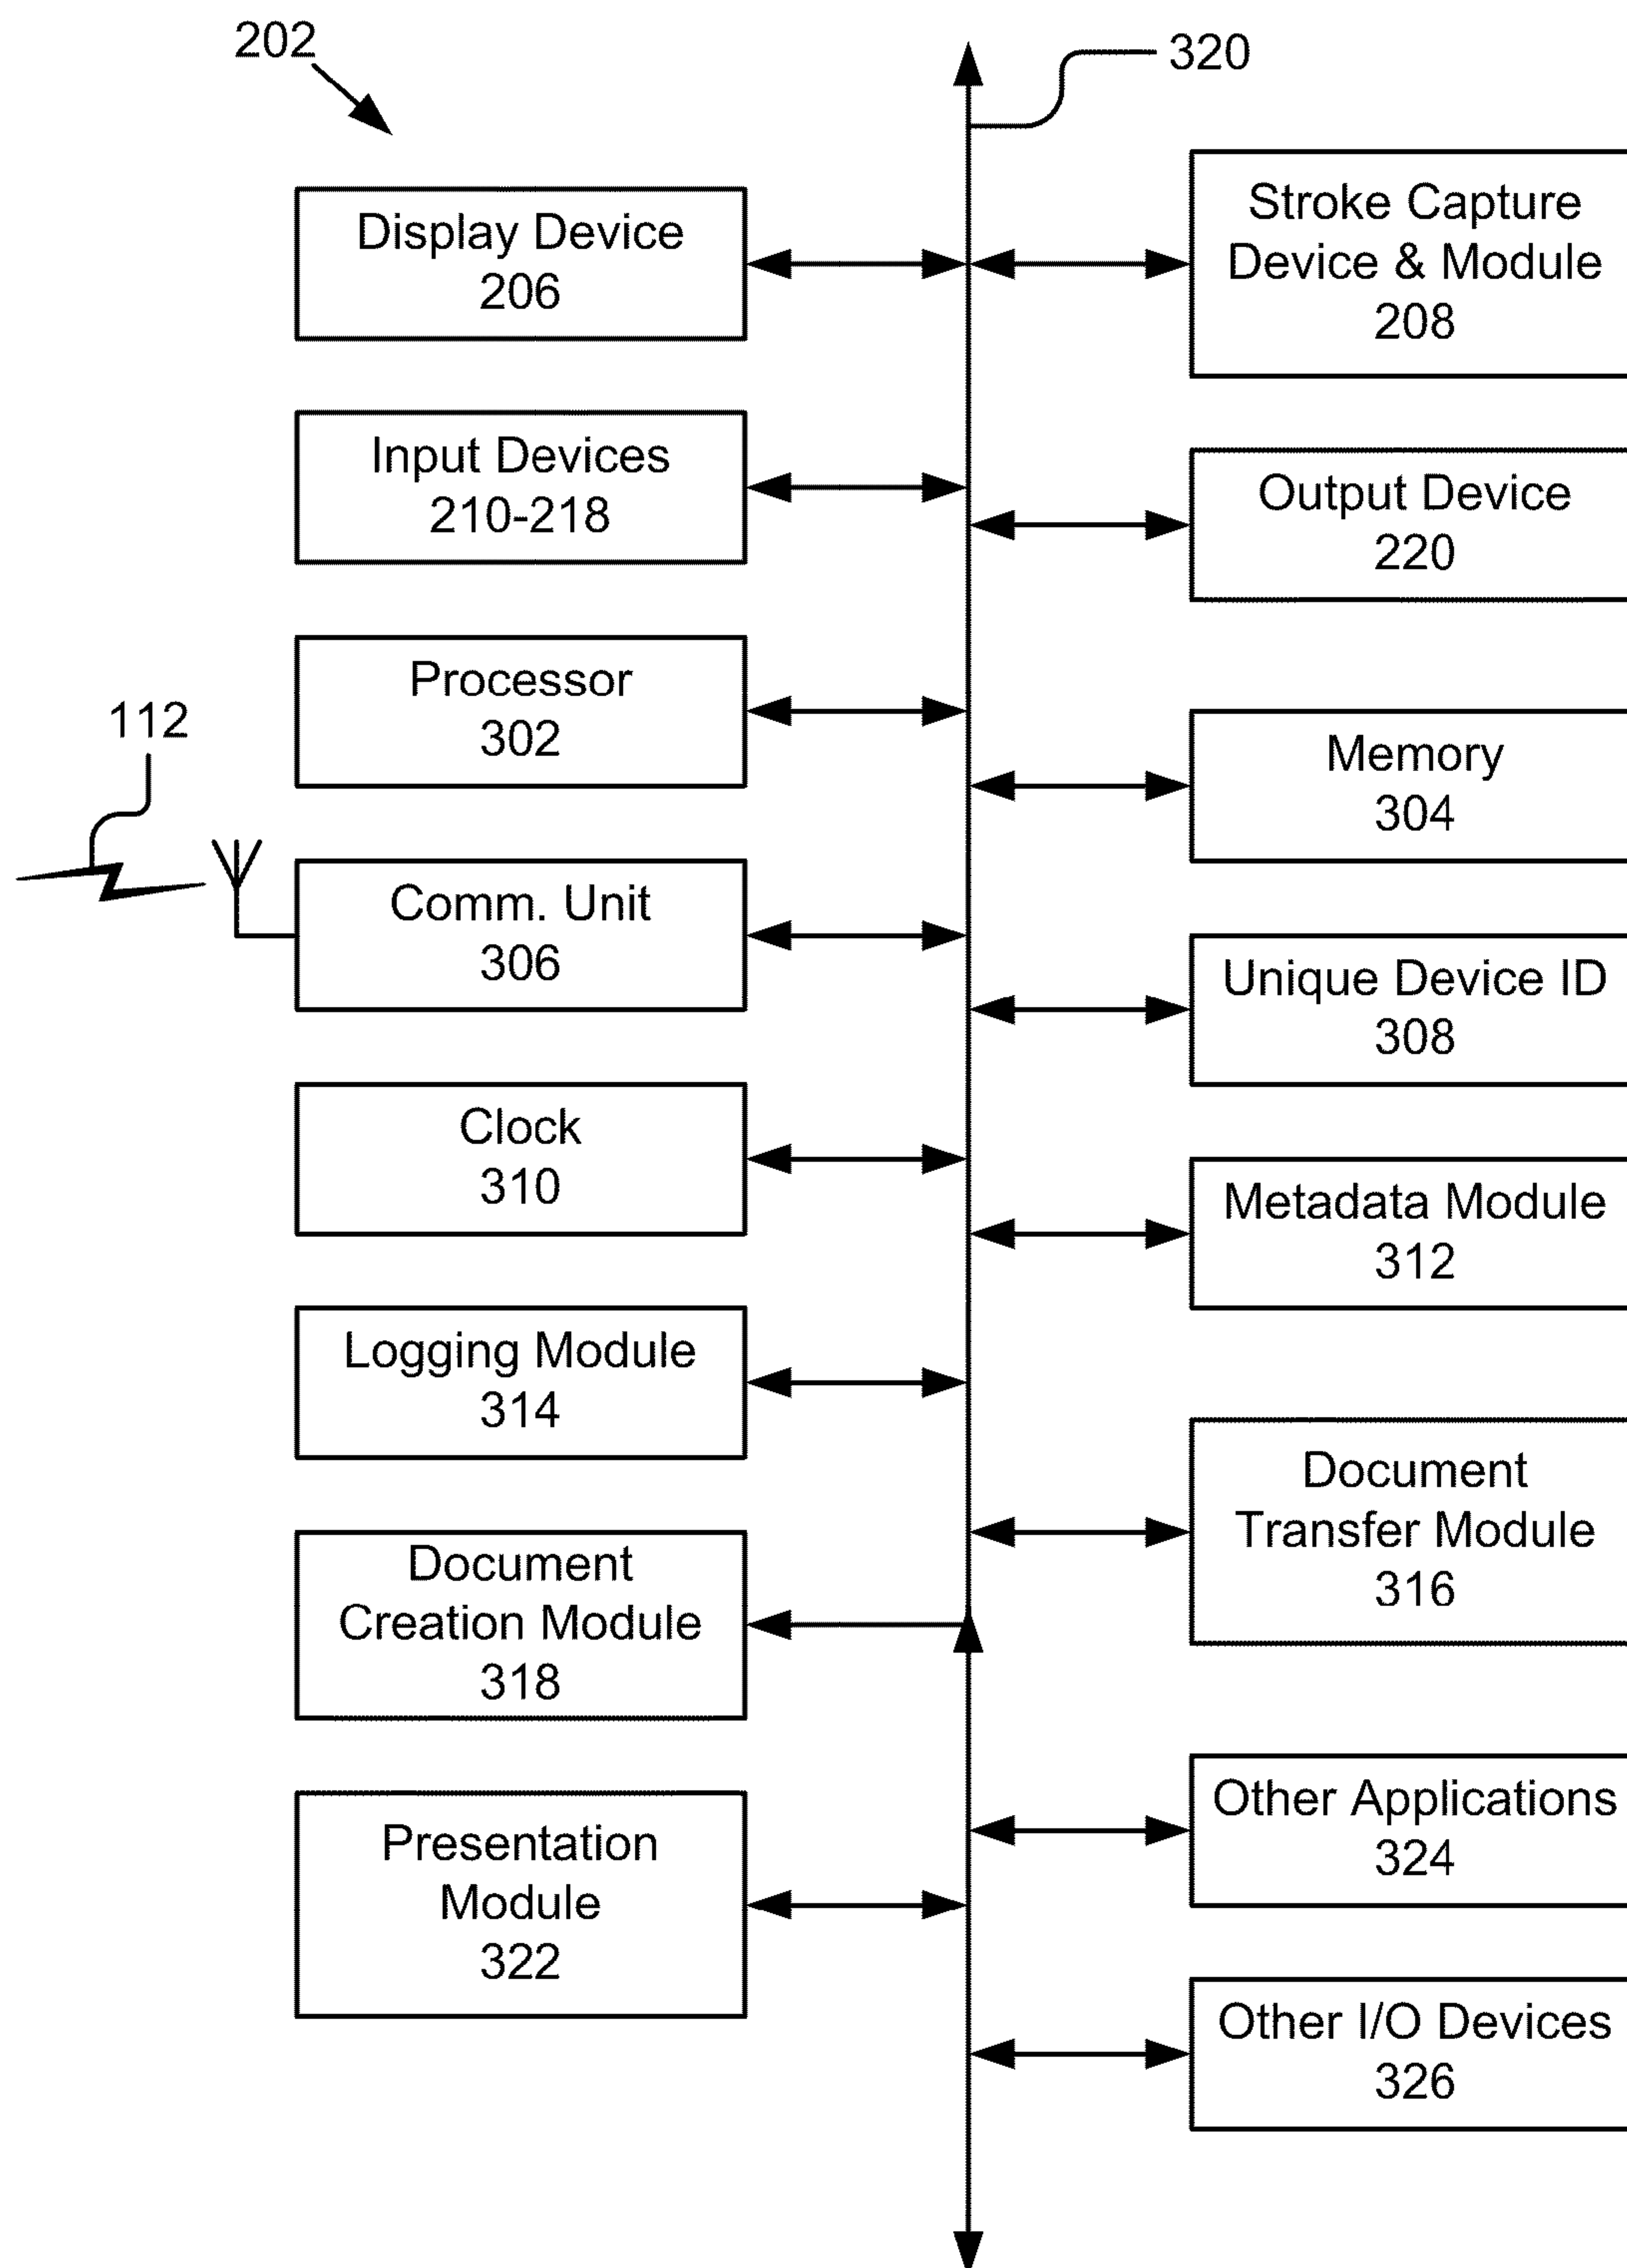 202
320
Display Device
206
Stroke Capture
Device & Module
208
Input Devices
210-218
Output Device
220
Processor
302
112
Memory
304
Comm. Unit
306
Unique Device ID
308
Clock
310
Metadata Module
312
Logging Module
314
Document
Transfer Module
316
Document
Creation Module
318
Other Applications
324
Presentation
Module
322
Other I/O Devices
326